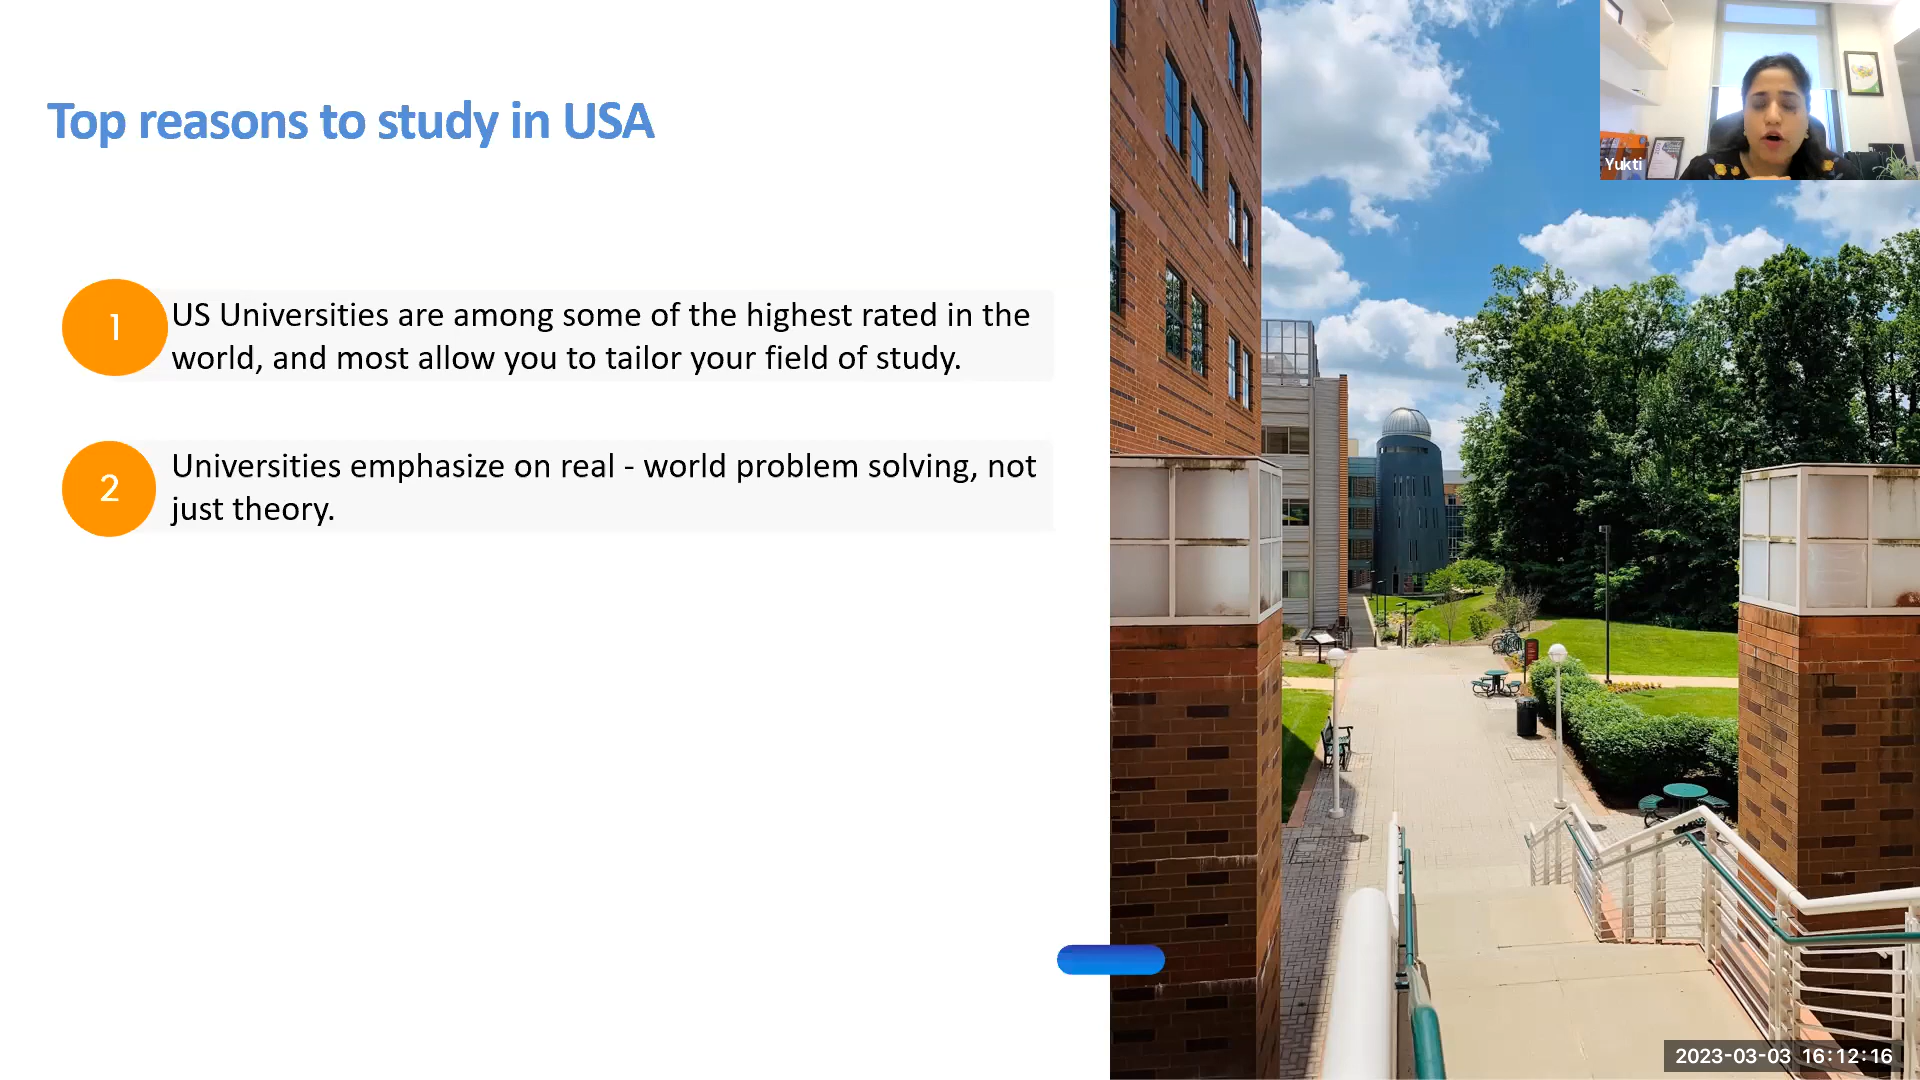 Top reasons to study in USA
1
US Universities are among some of the highest rated in the
world, and most allow you to tailor your field of study.
2
Universities emphasize on real - world problem solving, not
just theory.
Yukti
2023-03-03 16:12:16